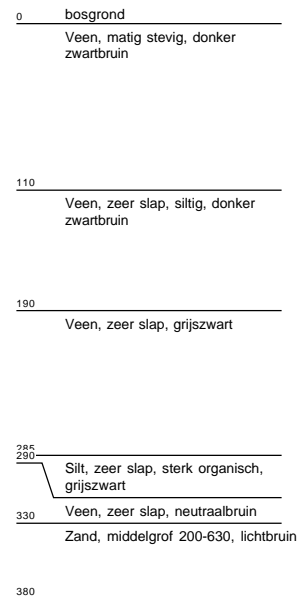 0 bosgrond
Veen, matig stevig, donker
zwartbruin
110
Veen, zeer slap, siltig, donker
zwartbruin
190
Veen, zeer slap, grijszwart
285
290
Silt, zeer slap, sterk organisch,
grijszwart
Veen, zeer slap, neutraalbruin
330
Zand, middelgrof 200-630, lichtbruin
380